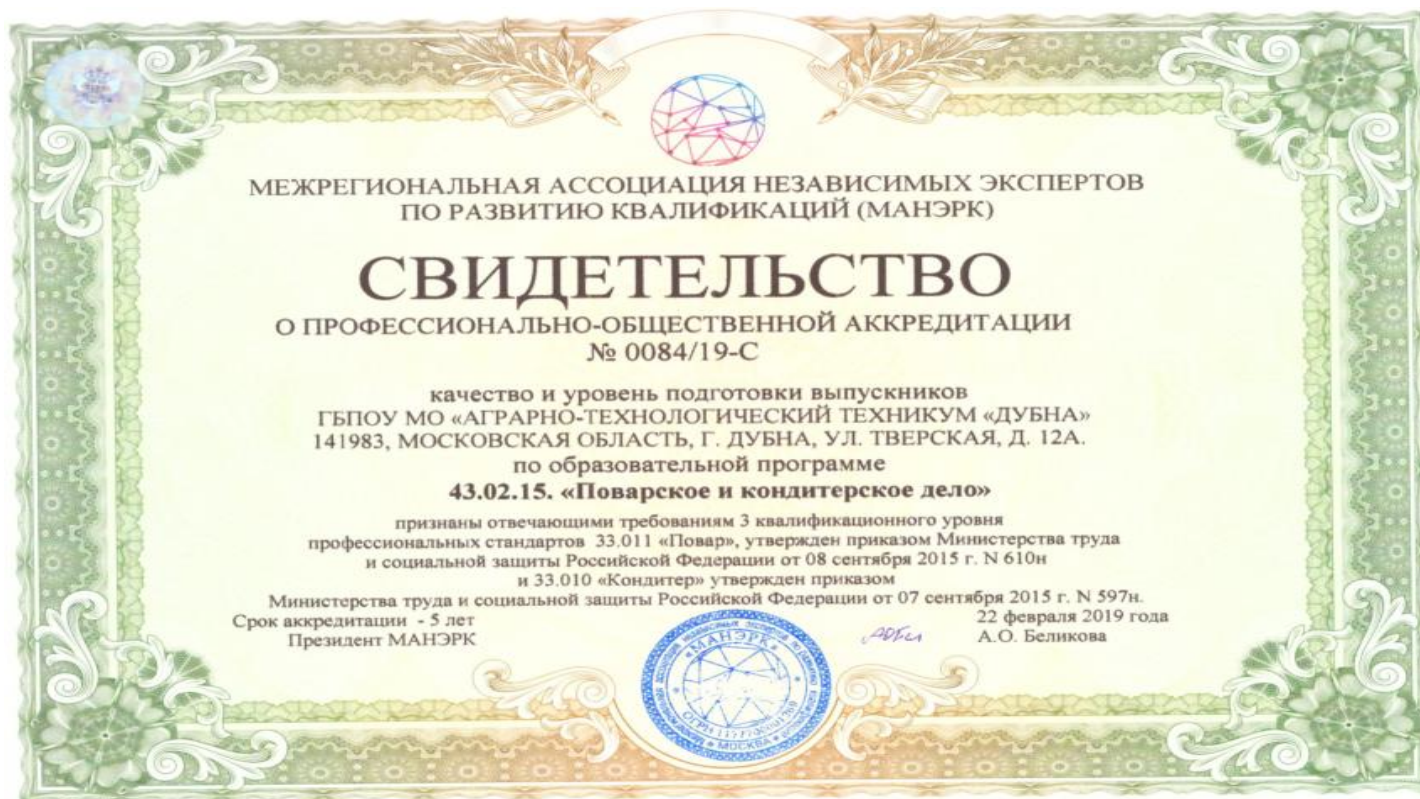 МЕЖРЕГИОНАЛЬНАЯ АССОЦИАЦИЯ НЕЗАВИСИМЫХ ЭКСПЕРТОВ
ПО РАЗВИТИЮ КВАЛИФИКАЦИЙ (МАНЭРК)
СВИДЕТЕЛЬСТВО
О ПРОФЕССИОНАЛЬНО-ОБЩЕСТВЕННОЙ АККРЕДИТАЦИИ
№ 0084/19-С
качество и уровень подготовки выпускников
ГБПОУ МО «АГРАРНО-ТЕХНОЛОГИЧЕСКИЙ ТЕХНИКУМ «ДУБНА»
141983, МОСКОВСКАЯ ОБЛАСТЬ, Г. ДУБНА, УЛ. ТВЕРСКАЯ, Д. 12А.
по образовательной программе
43.02.15. «Поварское и кондитерское дело»
признаны отвечающими требованиям 3 квалификационного уровня
профессиональных стандартов 33.011 «Повар», утвержден приказом Министерства труда
и социальной защиты Российской Федерации от 08 сентября 2015 г. N 610н
и 33.010 «Кондитер» утвержден приказом
Министерства труда и социальной защиты Российской Федерации от 07 сентября 2015 г. N 597н.
Срок аккредитации - 5 лет
22 февраля 2019 года
Президент МАНЭРК
А.О. Беликова
«МАНЭРК»
МОСКВА